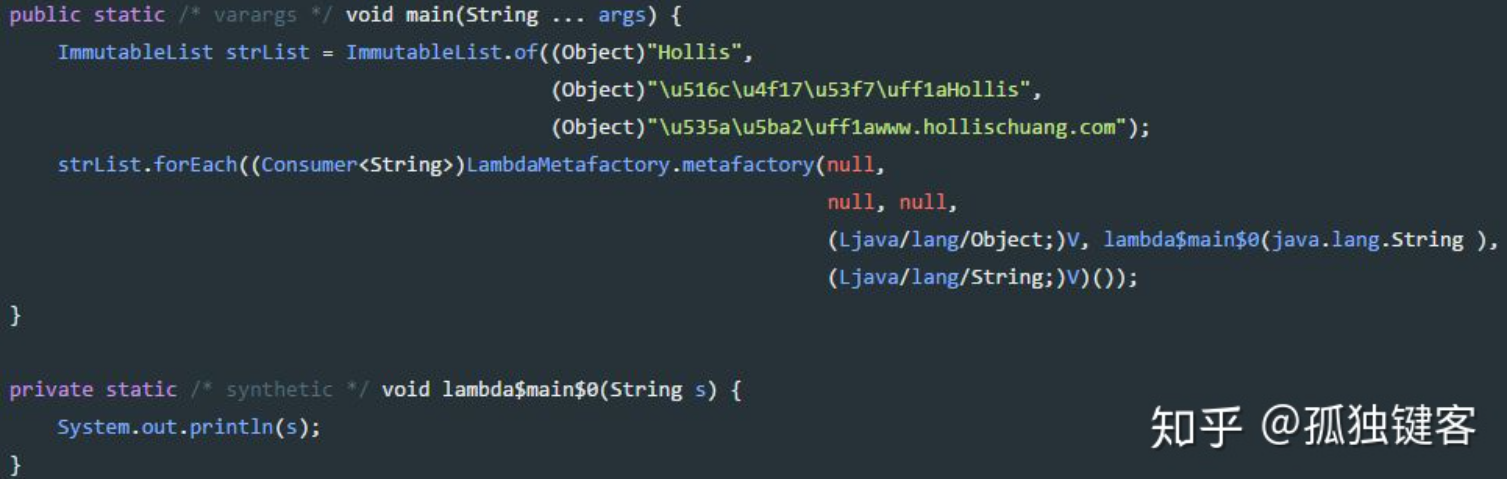 public static /* varargs */ void main(String ... args) {
    ImmutableList strList = ImmutableList.of((Object)"Hollis",
                                             (Object)"\u516c\u4f17\u53f7\uff1aHollis",
                                             (Object)"\u535a\u5ba2\uff1awww.hollischuang.com");
    strList.forEach((Consumer<String>)LambdaMetafactory.metafactory(null,
                                                                    null, null,
                                                                    (Ljava/lang/Object;)V, lambda$main$0(java.lang.String ),
                                                                    (Ljava/lang/String;)V)());
}
private static /* synthetic */ void lambda$main$0(String s) {
    System.out.println(s);
}
知乎 @孤独键客